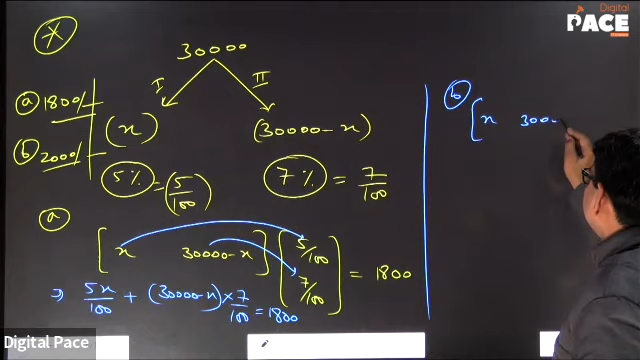 Digital
PACE
30000
I II
(a) 1800/-
(x) (30000 - x)
(b) 2000/-
5% = (5/100) 7% = 7/100
(a)
[x 30000 - x] [5/100 7/100] = 1800
⇒ 5x/100 + (30000 - x) × 7/100 = 1800
(b)
[x 300
Digital Pace